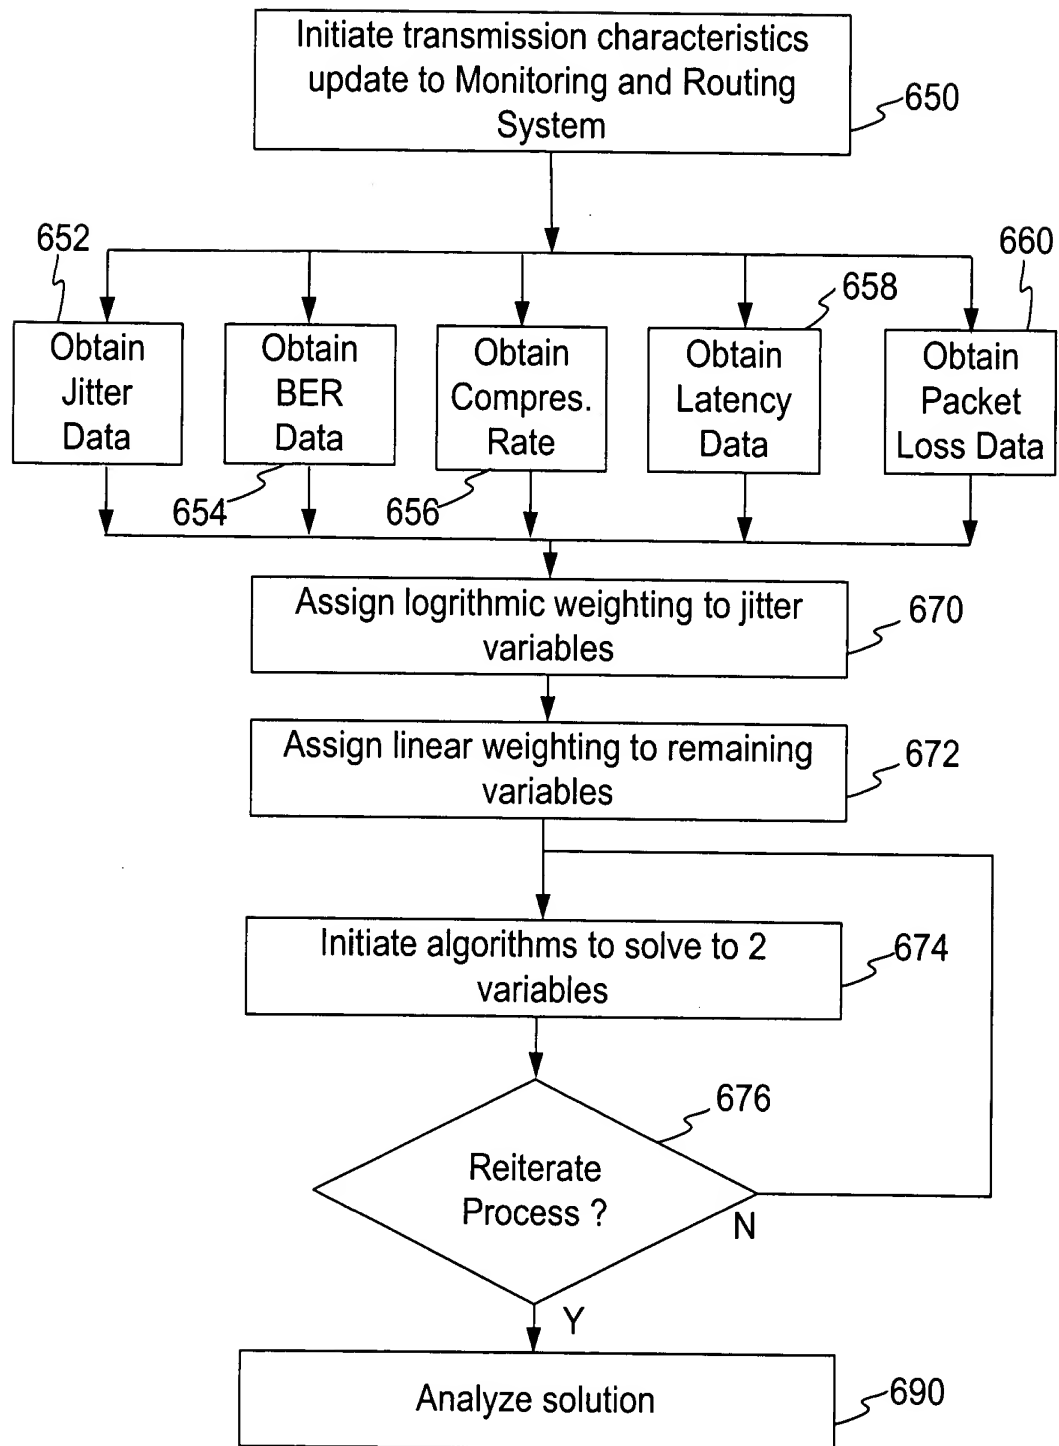 Initiate transmission characteristics
update to Monitoring and Routing
System
650
652
660
658
Obtain
Jitter
Data
Obtain
BER
Data
Obtain
Compres.
Rate
Obtain
Latency
Data
Obtain
Packet
Loss Data
654
656
Assign logrithmic weighting to jitter
variables
670
Assign linear weighting to remaining
variables
672
Initiate algorithms to solve to 2
variables
674
676
Reiterate
Process ?
N
Y
Analyze solution
690